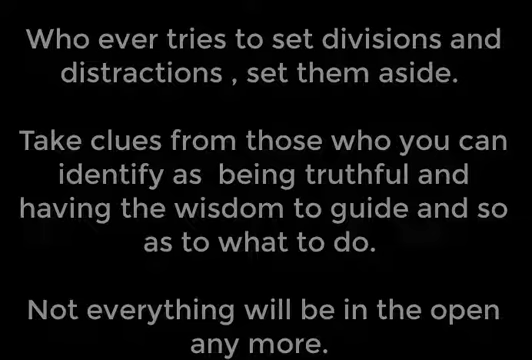 Who ever tries to set divisions and
distractions , set them aside.
Take clues from those who you can
identify as  being truthful and
having the wisdom to guide and so
as to what to do.
Not everything will be in the open
any more.